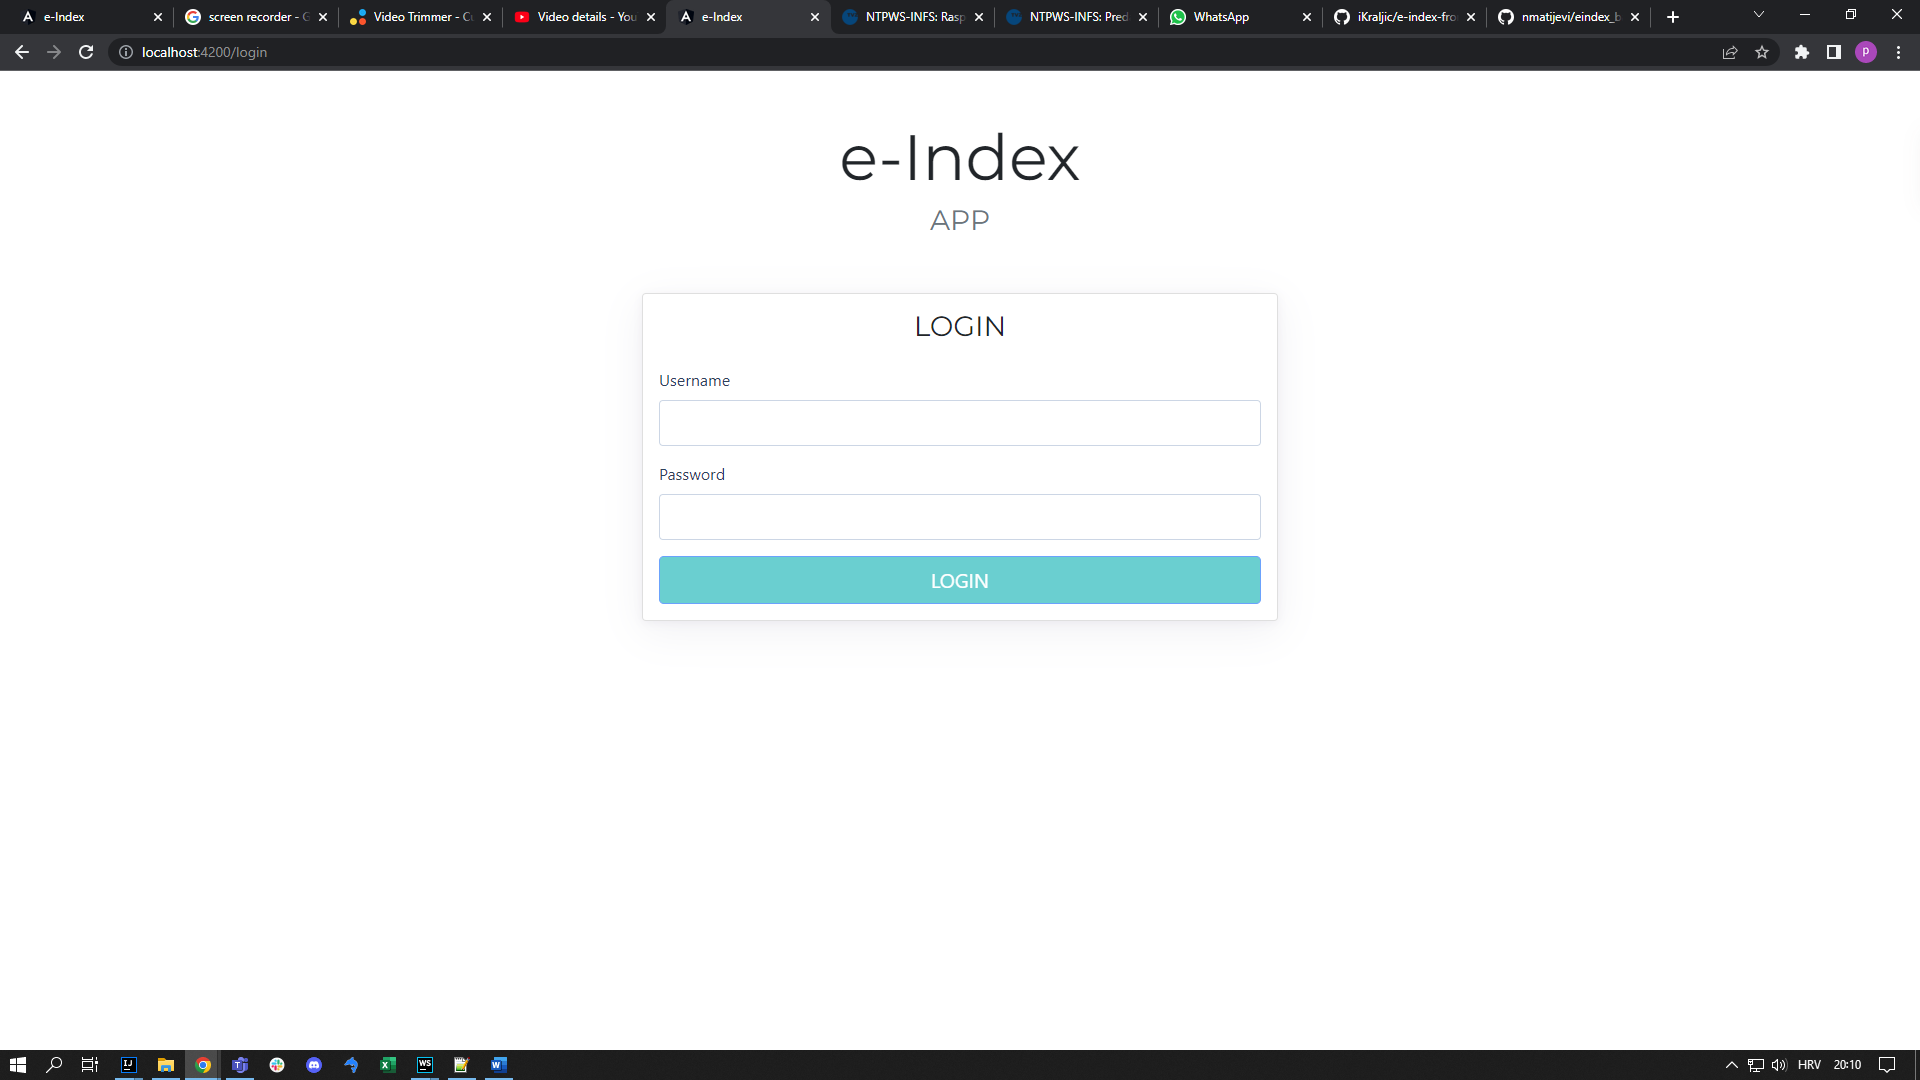 e-Index
screen recorder - G
Video Trimmer - Cu
Video details - You
e-Index
NTPWS-INFS: Rasp
NTPWS-INFS: Pred
WhatsApp
iKraljic/e-index-fro
nmatijevi/eindex_b
localhost:4200/login
P
e-Index
APP
LOGIN
Username
Password
LOGIN
HRV
20:10